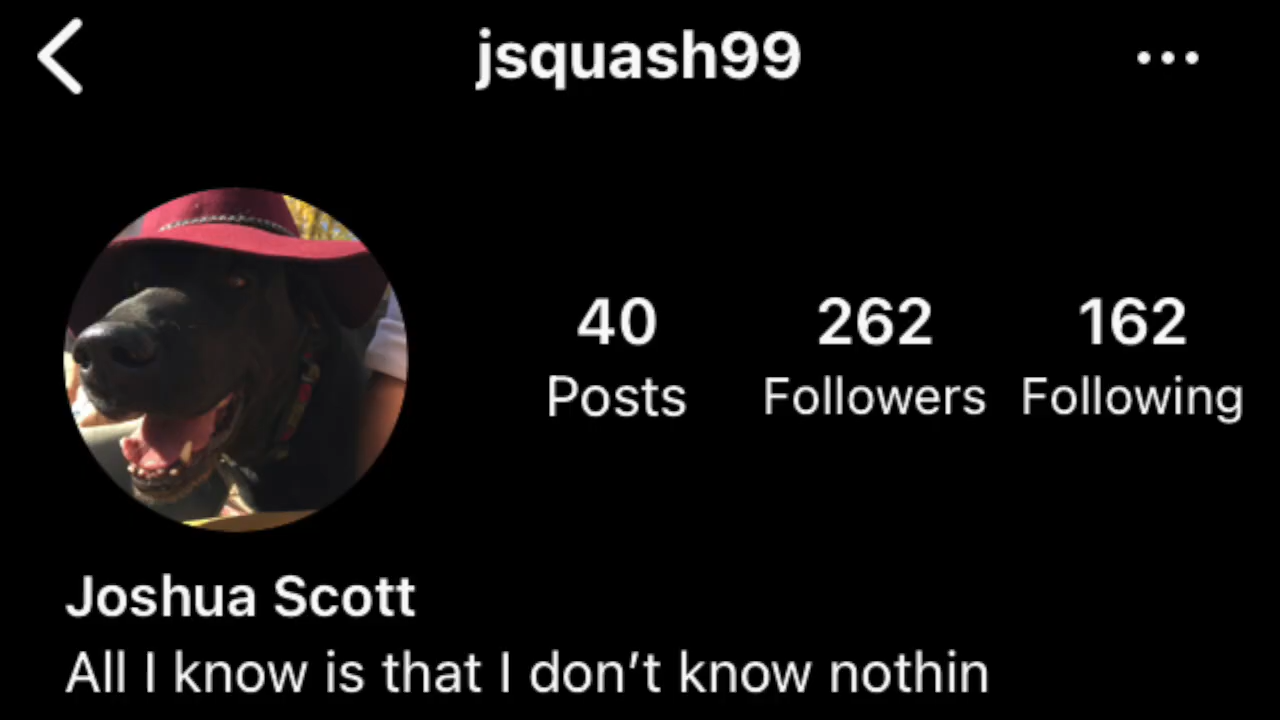 jsquash99
40 262 162
Posts Followers Following
Joshua Scott
All I know is that I don’t know nothin